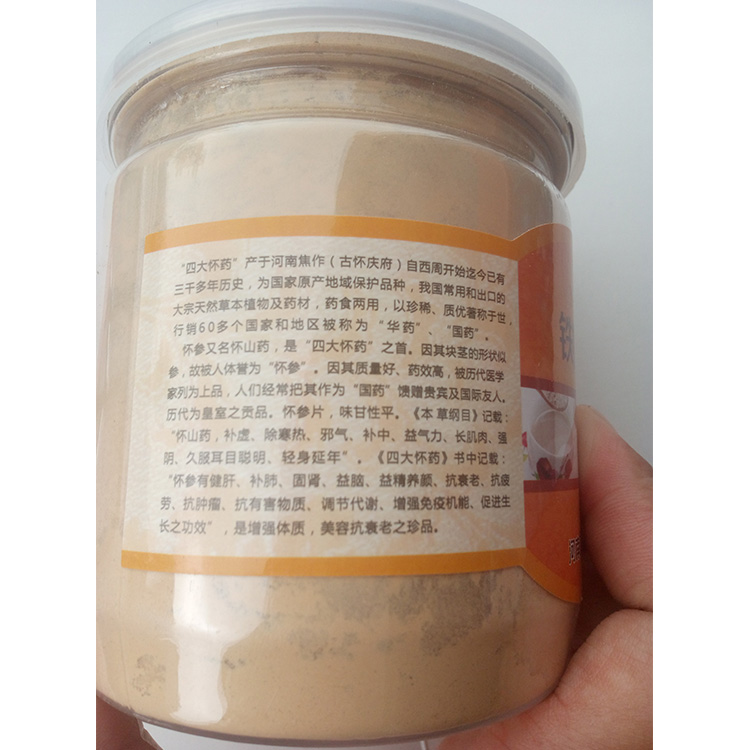 “四大怀药”产于河南焦作（古怀庆府）自西周开始迄今已有
三千多年历史，为国家原产地域保护品种，我国常用和出口的
大宗天然草本植物及药材，药食两用，以珍稀、质优著称于世，
行销60多个国家和地区被称为“华药”、“国药”。
怀参又名怀山药，是“四大怀药”之首。因其块茎的形状似
参，故被人体誉为“怀参”。因其质量好、药效高，被历代医学
家列为上品，人们经常把其作为“国药”馈赠贵宾及国际友人。
历代为皇室之贡品。怀参片，味甘性平。《本草纲目》记载：
“怀山药，补虚、除寒热、邪气、补中、益气力、长肌肉、强
阴、久服耳目聪明、轻身延年”。《四大怀药》书中记载：
“怀参有健肝、补肺、固肾、益脑、益精养颜、抗衰老、抗疲
劳、抗肿瘤、抗有害物质、调节代谢、增强免疫机能、促进生
长之功效”，是增强体质，美容抗衰老之珍品。
铁